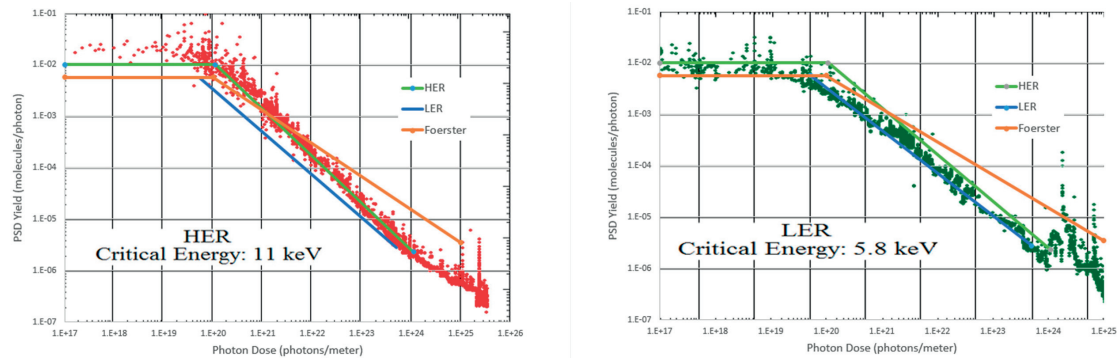 1.E-01
1.E-02
1.E-03
1.E-04
1.E-05
1.E-06
1.E-07
PSD Yield (molecules/photon)
HER
LER
Foerster
HER
Critical Energy: 11 keV
1.E+17 1.E+18 1.E+19 1.E+20 1.E+21 1.E+22 1.E+23 1.E+24 1.E+25 1.E+26
Photon Dose (photons/meter)
1.E-01
1.E-02
1.E-03
1.E-04
1.E-05
1.E-06
1.E-07
PSD Yield (molecules/photon)
HER
LER
Foerster
LER
Critical Energy: 5.8 keV
1.E+17 1.E+18 1.E+19 1.E+20 1.E+21 1.E+22 1.E+23 1.E+24 1.E+25
Photon Dose (photons/meter)